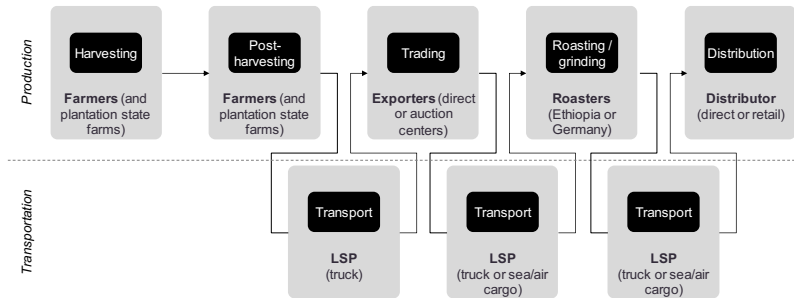 Production
Harvesting
Farmers (and
plantation state
farms)
Post-
harvesting
Farmers (and
plantation state
farms)
Trading
Exporters (direct
or auction
centers)
Roasting /
grinding
Roasters
(Ethiopia or
Germany)
Distribution
Distributor
(direct or retail)
Transportation
Transport
LSP
(truck)
Transport
LSP
(truck or sea/air
cargo)
Transport
LSP
(truck or sea/air
cargo)